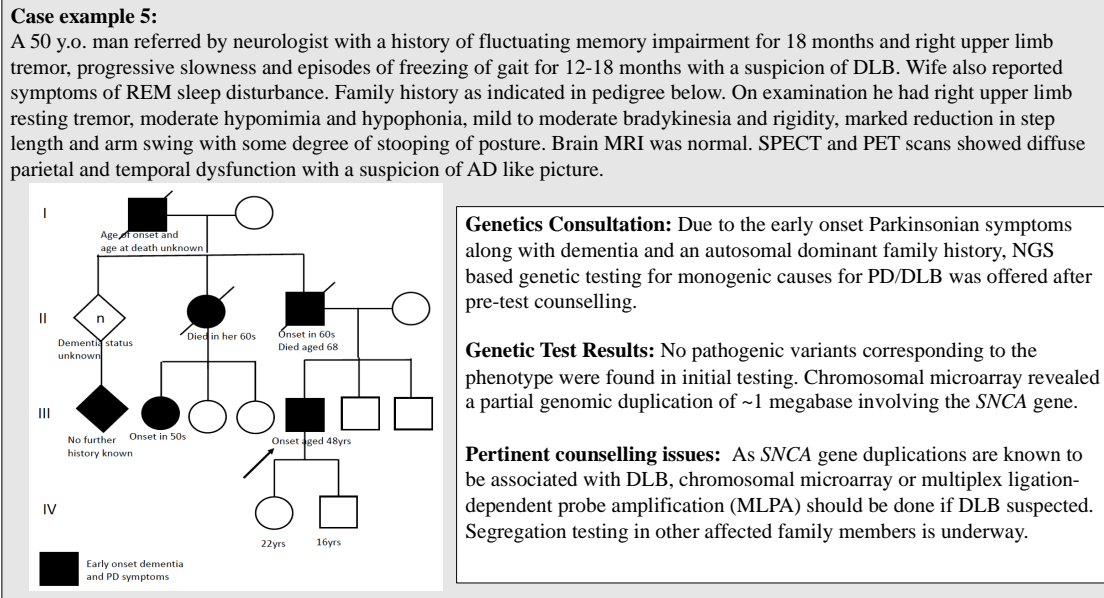 Case example 5:
A 50 y.o. man referred by neurologist with a history of fluctuating memory impairment for 18 months and right upper limb
tremor, progressive slowness and episodes of freezing of gait for 12-18 months with a suspicion of DLB. Wife also reported
symptoms of REM sleep disturbance. Family history as indicated in pedigree below. On examination he had right upper limb
resting tremor, moderate hypomimia and hypophonia, mild to moderate bradykinesia and rigidity, marked reduction in step
length and arm swing with some degree of stooping of posture. Brain MRI was normal. SPECT and PET scans showed diffuse
parietal and temporal dysfunction with a suspicion of AD like picture.
I
Age of onset and
age at death unknown
II
n
Dementia status
unknown
Died in her 60s
Onset in 60s
Died aged 68
III
No further
history known
Onset in 50s
Onset aged 48yrs
IV
22yrs
16yrs
Early onset dementia
and PD symptoms
Genetics Consultation: Due to the early onset Parkinsonian symptoms
along with dementia and an autosomal dominant family history, NGS
based genetic testing for monogenic causes for PD/DLB was offered after
pre-test counselling.
Genetic Test Results: No pathogenic variants corresponding to the
phenotype were found in initial testing. Chromosomal microarray revealed
a partial genomic duplication of ~1 megabase involving the SNCA gene.
Pertinent counselling issues: As SNCA gene duplications are known to
be associated with DLB, chromosomal microarray or multiplex ligation-
dependent probe amplification (MLPA) should be done if DLB suspected.
Segregation testing in other affected family members is underway.